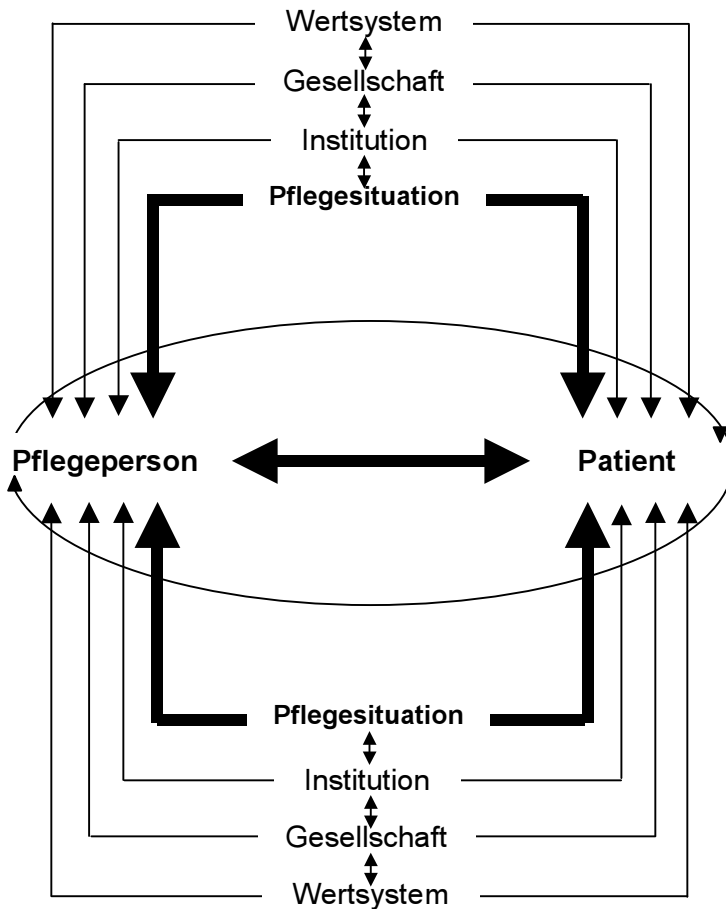 Wertsystem
Gesellschaft
Institution
Pflegesituation
Pflegeperson
Patient
Pflegesituation
Institution
Gesellschaft
Wertsystem